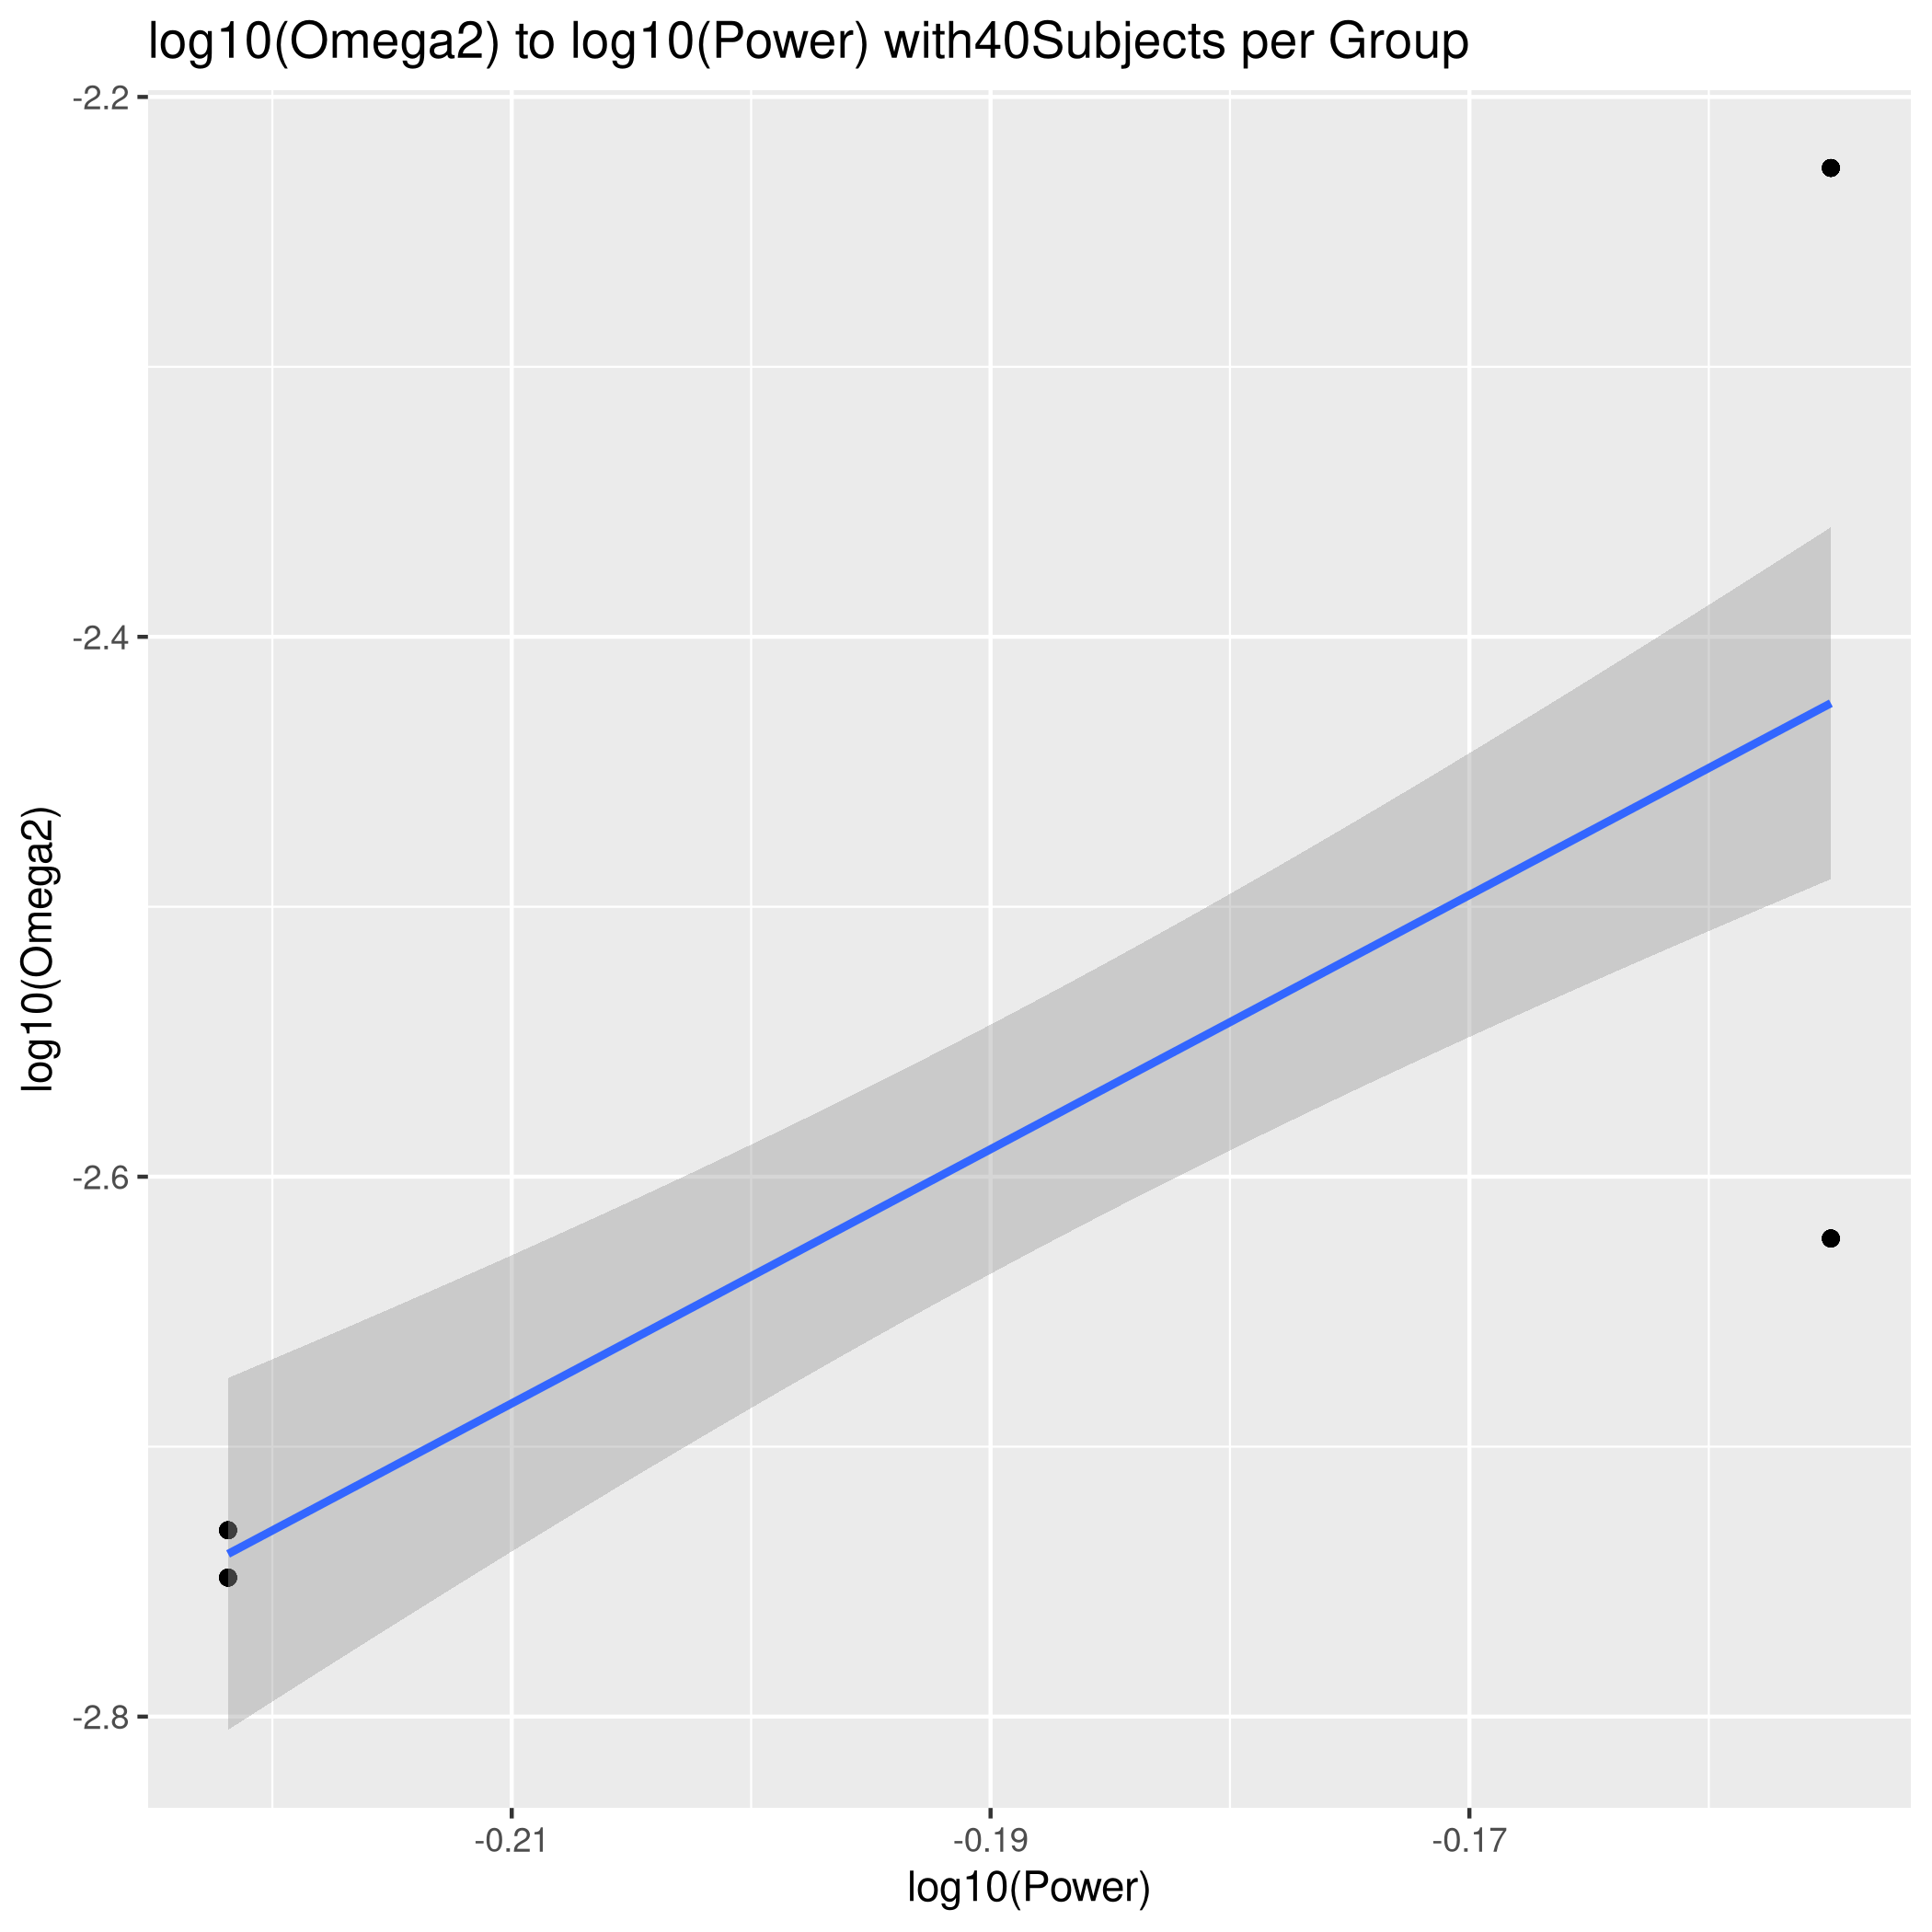 log10(Omega2) to log10(Power) with40Subjects per Group
-2.2
-2.4
-2.6
-2.8
log10(Omega2)
-0.21
-0.19
-0.17
log10(Power)